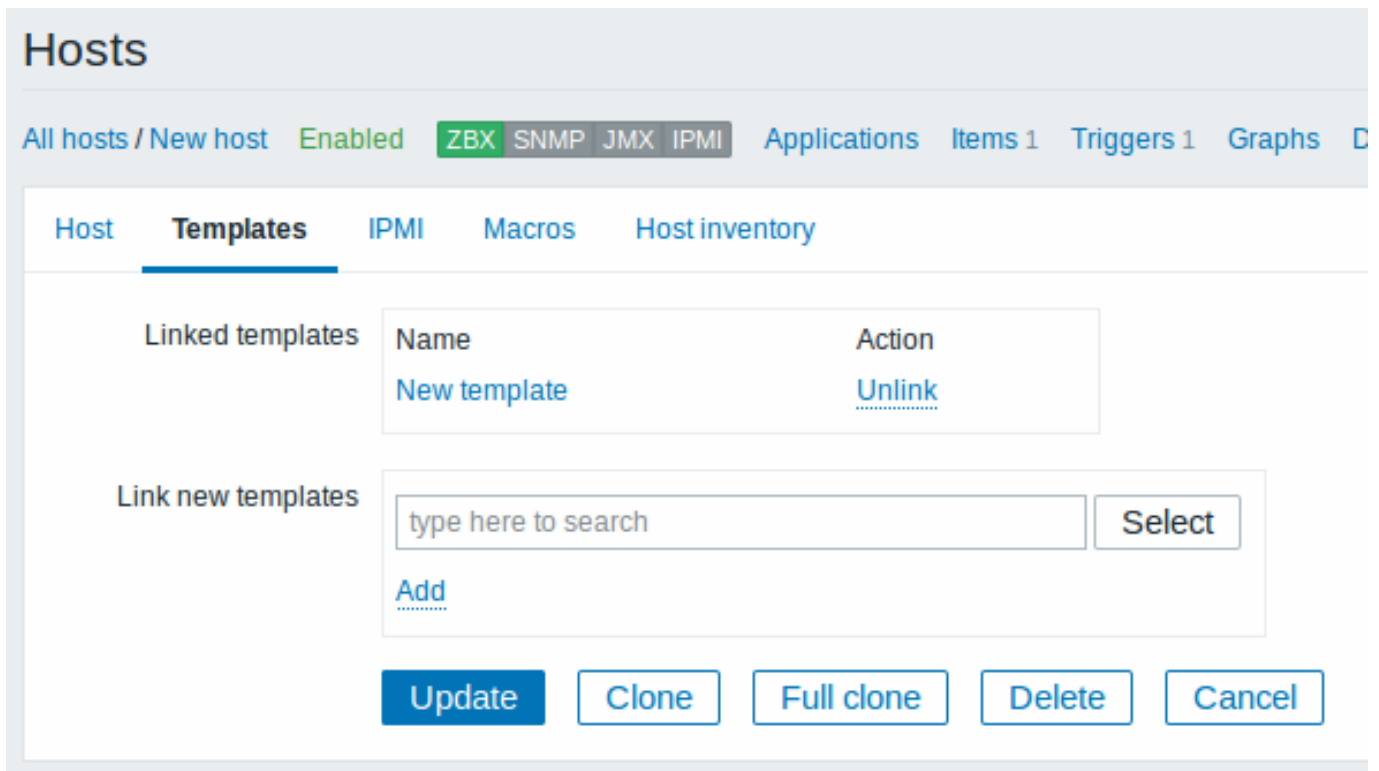 Hosts
All hosts / New host Enabled ZBX SNMP JMX IPMI Applications Items 1 Triggers 1 Graphs D
Host Templates IPMI Macros Host inventory
Linked templates Name Action
New template Unlink
Link new templates
type here to search Select
Add
Update Clone Full clone Delete Cancel